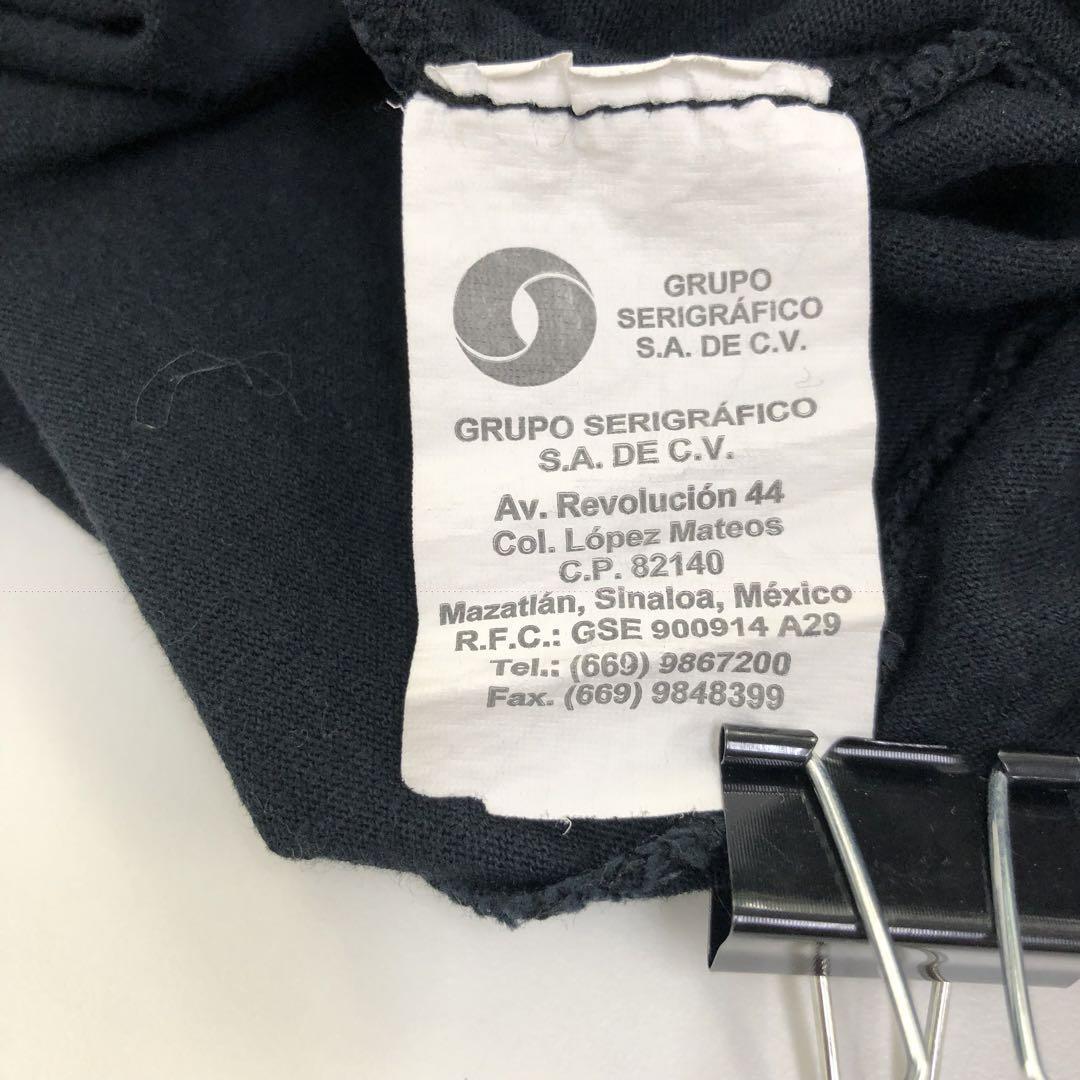 GRUPO
SERIGRÁFICO
S.A. DE C.V.
GRUPO SERIGRÁFICO
S.A. DE C.V.
Av. Revolución 44
Col. López Mateos
C.P. 82140
Mazatlán, Sinaloa, México
R.F.C.: GSE 900914 A29
Tel.: (669) 9867200
Fax. (669) 9848399